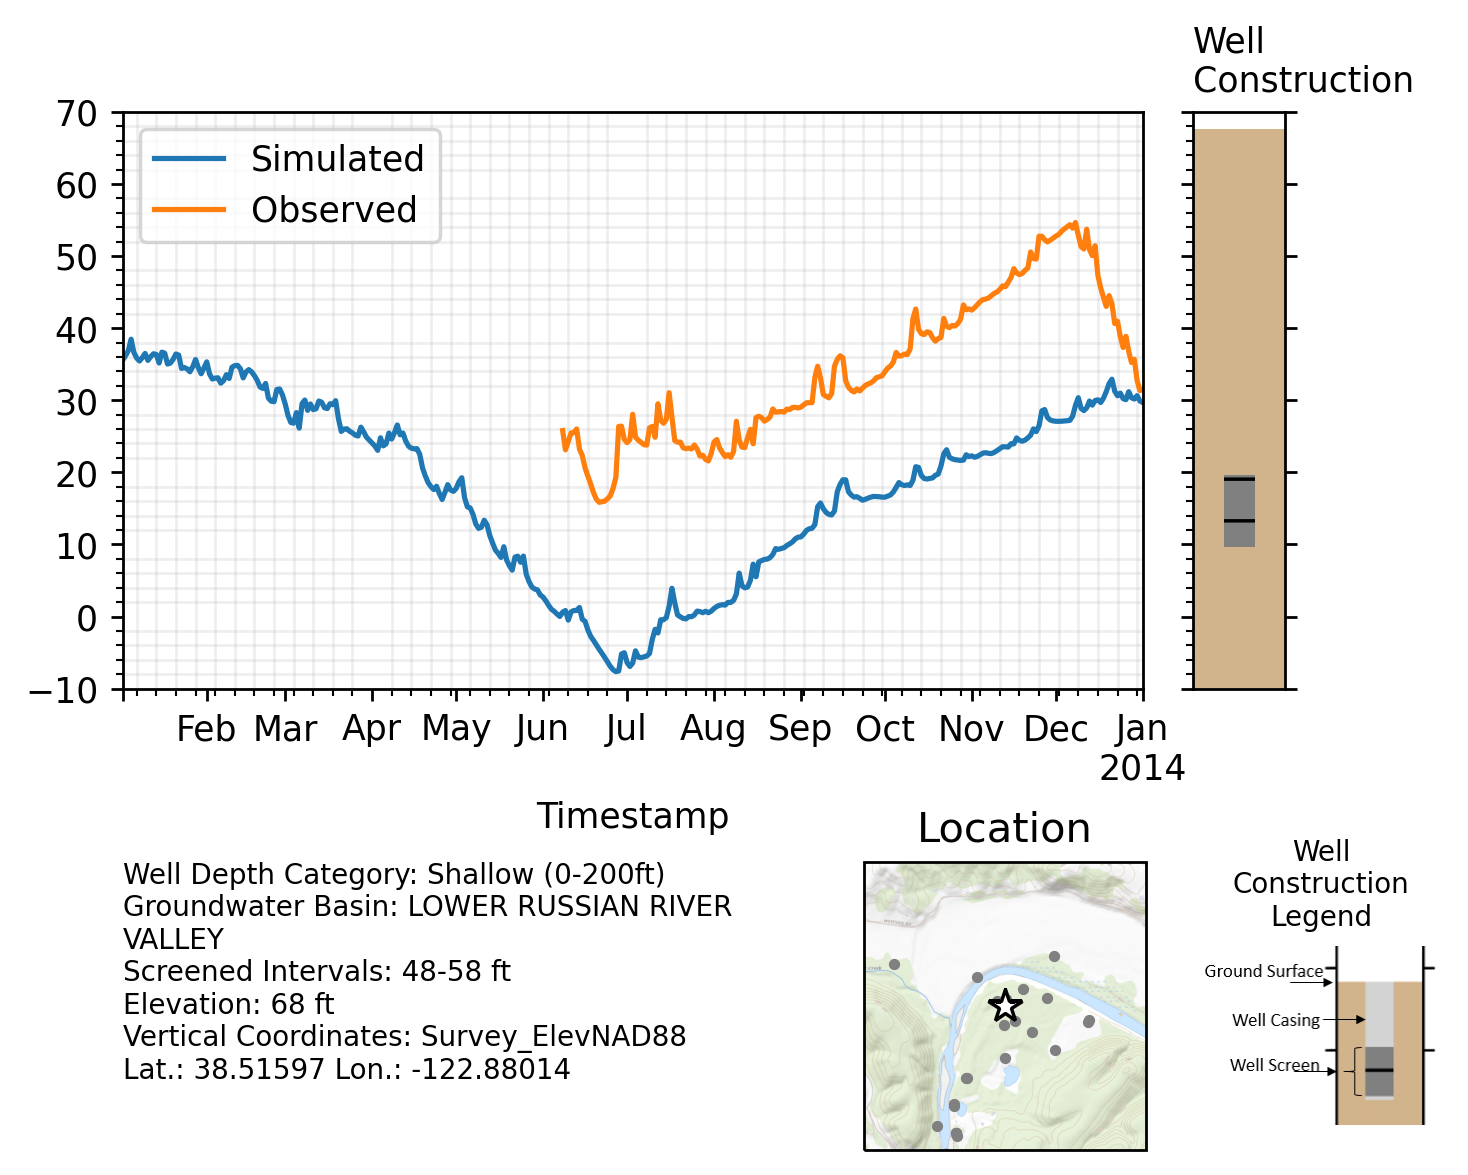 Well
Construction
70
60
50
40
30
20
10
0
−10
Simulated
Observed
Feb Mar Apr May Jun Jul Aug Sep Oct Nov Dec Jan
2014
Timestamp
Well Depth Category: Shallow (0-200ft)
Groundwater Basin: LOWER RUSSIAN RIVER
VALLEY
Screened Intervals: 48-58 ft
Elevation: 68 ft
Vertical Coordinates: Survey_ElevNAD88
Lat.: 38.51597 Lon.: -122.88014
Location
Well
Construction
Legend
Ground Surface
Well Casing
Well Screen